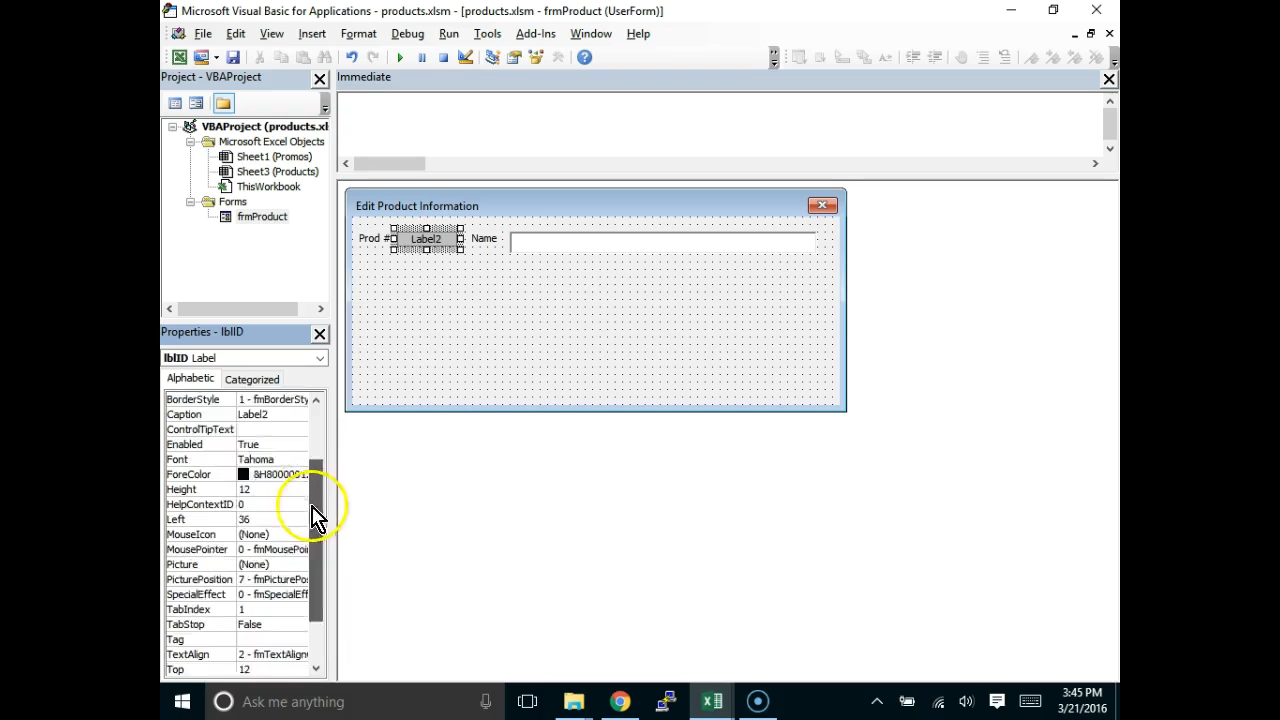 Microsoft Visual Basic for Applications - products.xlsm - [products.xlsm - frmProduct (UserForm)]
File Edit View Insert Format Debug Run Tools Add-Ins Window Help
Project - VBAProject
Immediate
VBAProject (products.xl
Microsoft Excel Objects
Sheet1 (Promos)
Sheet3 (Products)
ThisWorkbook
Forms
frmProduct
Edit Product Information
Prod # Label2 Name
Properties - lblID
lblID Label
Alphabetic Categorized
BorderStyle 1 - fmBorderSty
Caption Label2
ControlTipText
Enabled True
Font Tahoma
ForeColor &H8000001
Height 12
HelpContextID 0
Left 36
MouseIcon (None)
MousePointer 0 - fmMousePoi
Picture (None)
PicturePosition 7 - fmPicturePos
SpecialEffect 0 - fmSpecialEff
TabIndex 1
TabStop False
Tag
TextAlign 2 - fmTextAlign
Top 12
Ask me anything
3:45 PM
3/21/2016